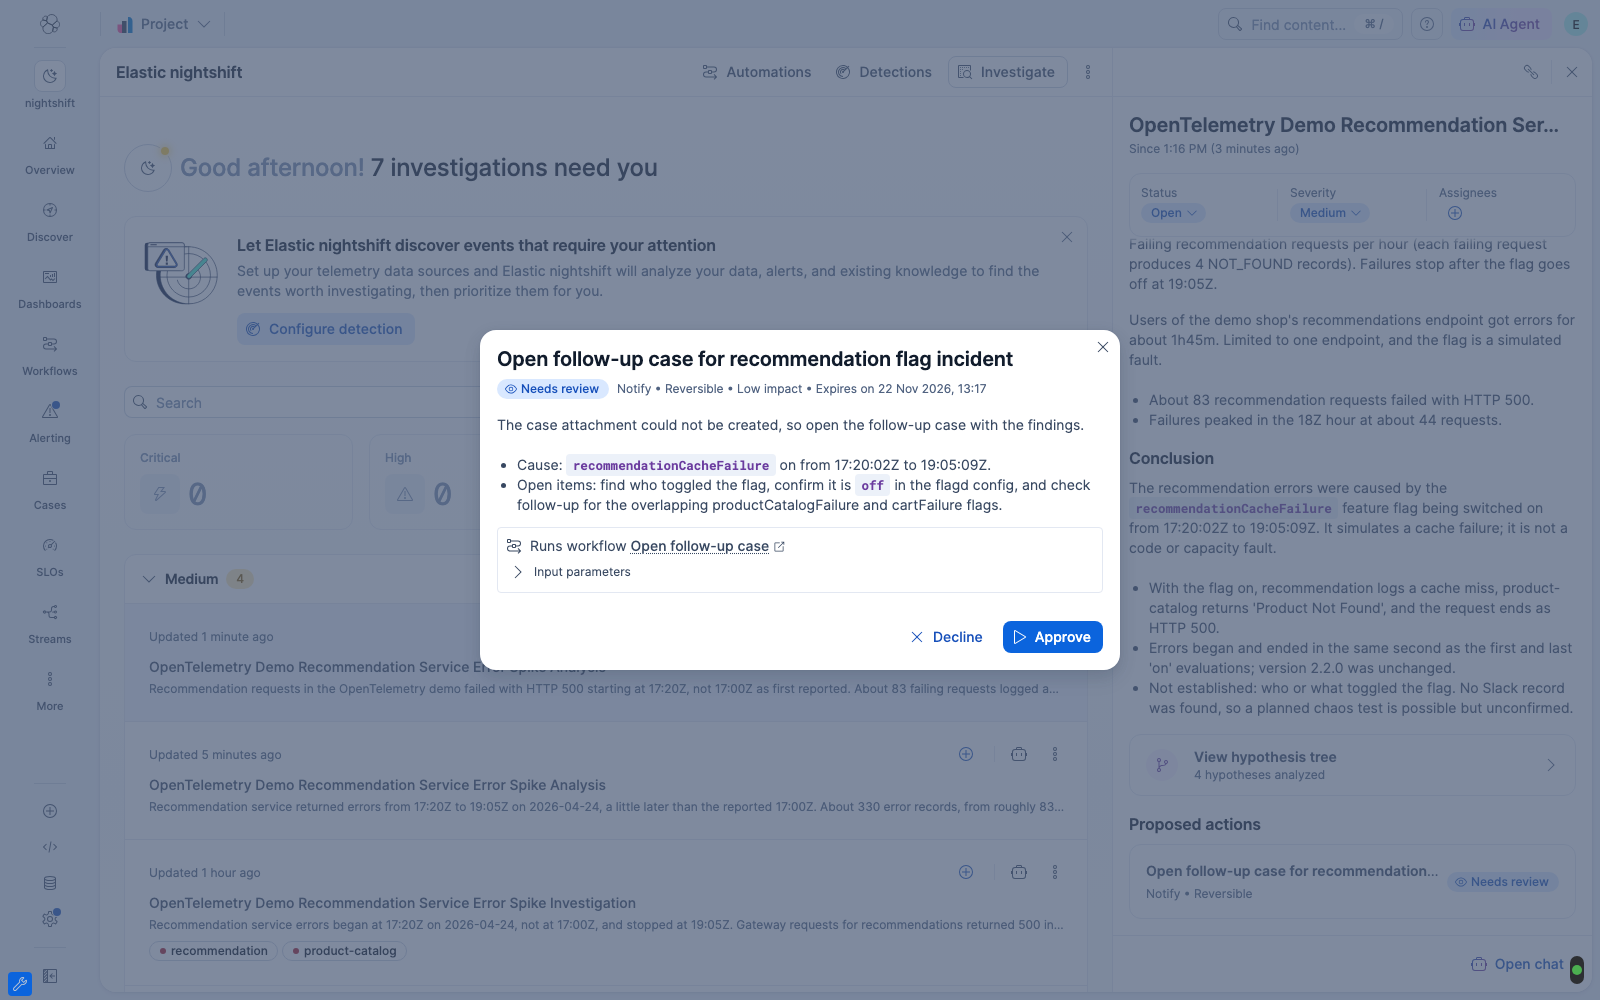 Project
Find content...
⌘ /
AI Agent
E
nightshift
Overview
Discover
Dashboards
Workflows
Alerting
Cases
SLOs
Streams
More
Elastic nightshift
Automations
Detections
Investigate
Good afternoon! 7 investigations need you
Let Elastic nightshift discover events that require your attention
Set up your telemetry data sources and Elastic nightshift will analyze your data, alerts, and existing knowledge to find the
events worth investigating, then prioritize them for you.
Configure detection
Search
Critical
0
High
0
Medium 4
Updated 1 minute ago
OpenTelemetry Demo Recommendation Service Error Spike Analysis
Recommendation requests in the OpenTelemetry demo failed with HTTP 500 starting at 17:20Z, not 17:00Z as first reported. About 83 failing requests logged a...
Updated 5 minutes ago
OpenTelemetry Demo Recommendation Service Error Spike Analysis
Recommendation service returned errors from 17:20Z to 19:05Z on 2026-04-24, a little later than the reported 17:00Z. About 330 error records, from roughly 83...
Updated 1 hour ago
OpenTelemetry Demo Recommendation Service Error Spike Investigation
Recommendation service errors began at 17:20Z on 2026-04-24, not at 17:00Z, and stopped at 19:05Z. Gateway requests for recommendations returned 500 in...
recommendation
product-catalog
Open follow-up case for recommendation flag incident
Needs review
Notify • Reversible • Low impact • Expires on 22 Nov 2026, 13:17
The case attachment could not be created, so open the follow-up case with the findings.
• Cause: recommendationCacheFailure on from 17:20:02Z to 19:05:09Z.
• Open items: find who toggled the flag, confirm it is off in the flagd config, and check
follow-up for the overlapping productCatalogFailure and cartFailure flags.
Runs workflow Open follow-up case
Input parameters
Decline
Approve
OpenTelemetry Demo Recommendation Ser...
Since 1:16 PM (3 minutes ago)
Status
Open
Severity
Medium
Assignees
Failing recommendation requests per hour (each failing request
produces 4 NOT_FOUND records). Failures stop after the flag goes
off at 19:05Z.
Users of the demo shop's recommendations endpoint got errors for
about 1h45m. Limited to one endpoint, and the flag is a simulated
fault.
• About 83 recommendation requests failed with HTTP 500.
• Failures peaked in the 18Z hour at about 44 requests.
Conclusion
The recommendation errors were caused by the
recommendationCacheFailure feature flag being switched on
from 17:20:02Z to 19:05:09Z. It simulates a cache failure; it is not a
code or capacity fault.
• With the flag on, recommendation logs a cache miss, product-
catalog returns 'Product Not Found', and the request ends as
HTTP 500.
• Errors began and ended in the same second as the first and last
'on' evaluations; version 2.2.0 was unchanged.
• Not established: who or what toggled the flag. No Slack record
was found, so a planned chaos test is possible but unconfirmed.
View hypothesis tree
4 hypotheses analyzed
Proposed actions
Open follow-up case for recommendation...
Needs review
Notify • Reversible
Open chat